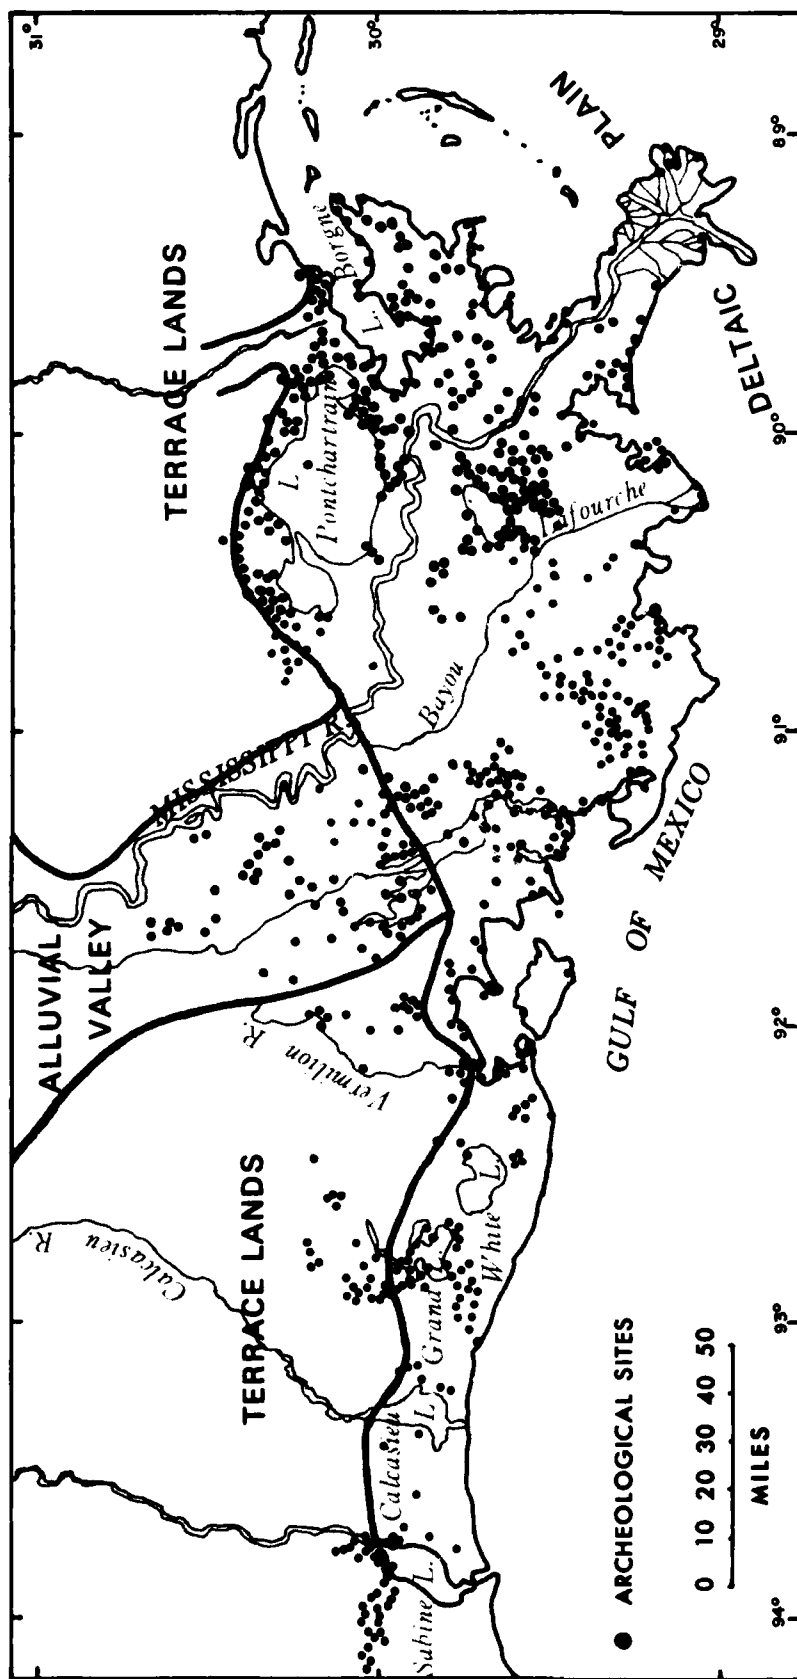 31°
30°
29°
89°
90°
91°
92°
93°
94°
TERRACE LANDS
ALLUVIAL
VALLEY
TERRACE LANDS
MISSISSIPPI R.
L. Borgne
L.
Pontchartrain
DELTAIC PLAIN
Bayou Lafourche
GULF OF MEXICO
Vermilion R.
Calcasieu R.
White L.
Grand L.
Calcasieu L.
Sabine L.
ARCHEOLOGICAL SITES
0 10 20 30 40 50
MILES